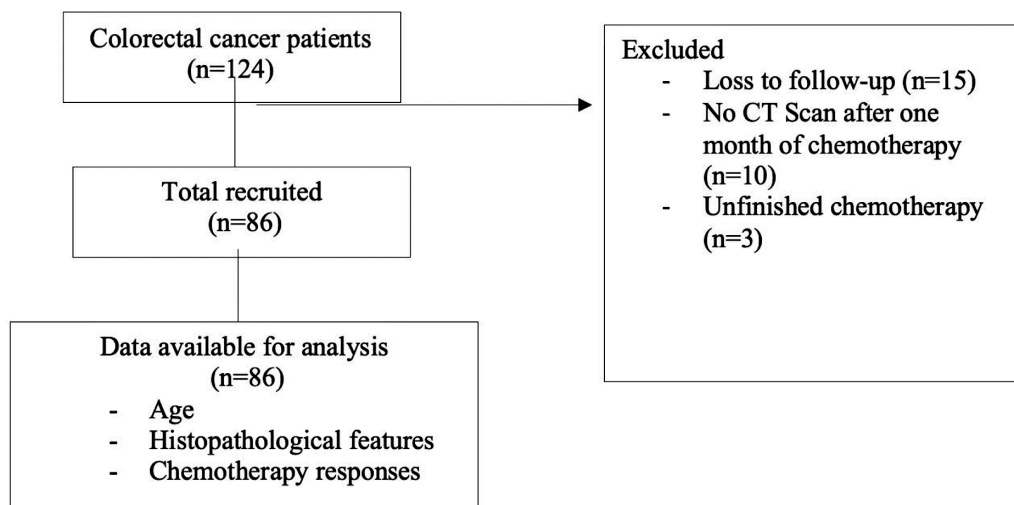 Colorectal cancer patients
(n=124)
Excluded
- Loss to follow-up (n=15)
- No CT Scan after one
month of chemotherapy
(n=10)
- Unfinished chemotherapy
(n=3)
Total recruited
(n=86)
Data available for analysis
(n=86)
- Age
- Histopathological features
- Chemotherapy responses